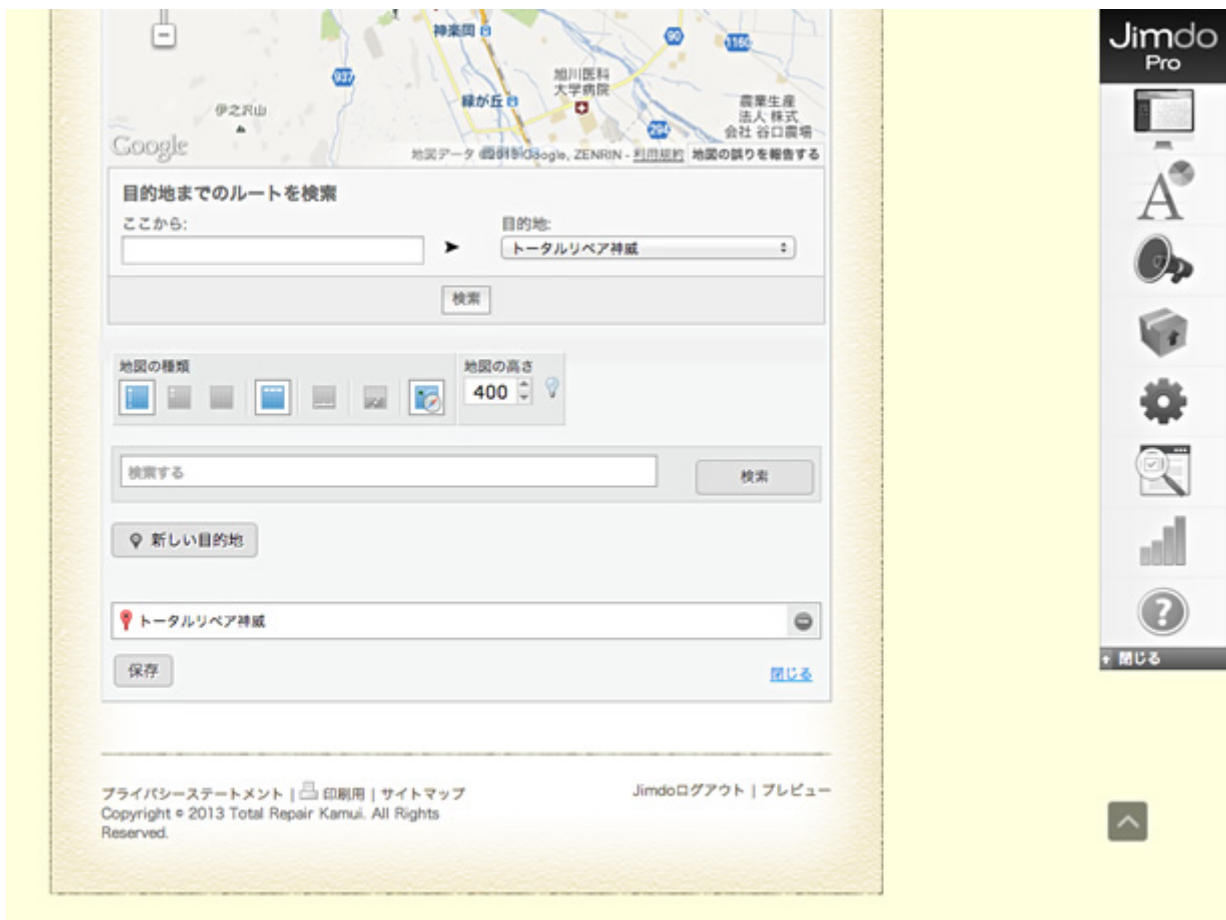 Jimdo
Pro
神楽岡
90
1160
937
旭川医科
大学病院
緑が丘
農業生産
法人 株式
会社 谷口農場
伊之沢山
294
Google
地図データ ©2013 Google, ZENRIN - 利用規約 地図の誤りを報告する
目的地までのルートを検索
ここから:
目的地:
トータルリペア神威
検索
地図の種類
地図の高さ
400
検索する
検索
新しい目的地
トータルリペア神威
保存
閉じる
閉じる
プライバシーステートメント | 印刷用 | サイトマップ
Jimdoログアウト | プレビュー
Copyright © 2013 Total Repair Kamui. All Rights
Reserved.